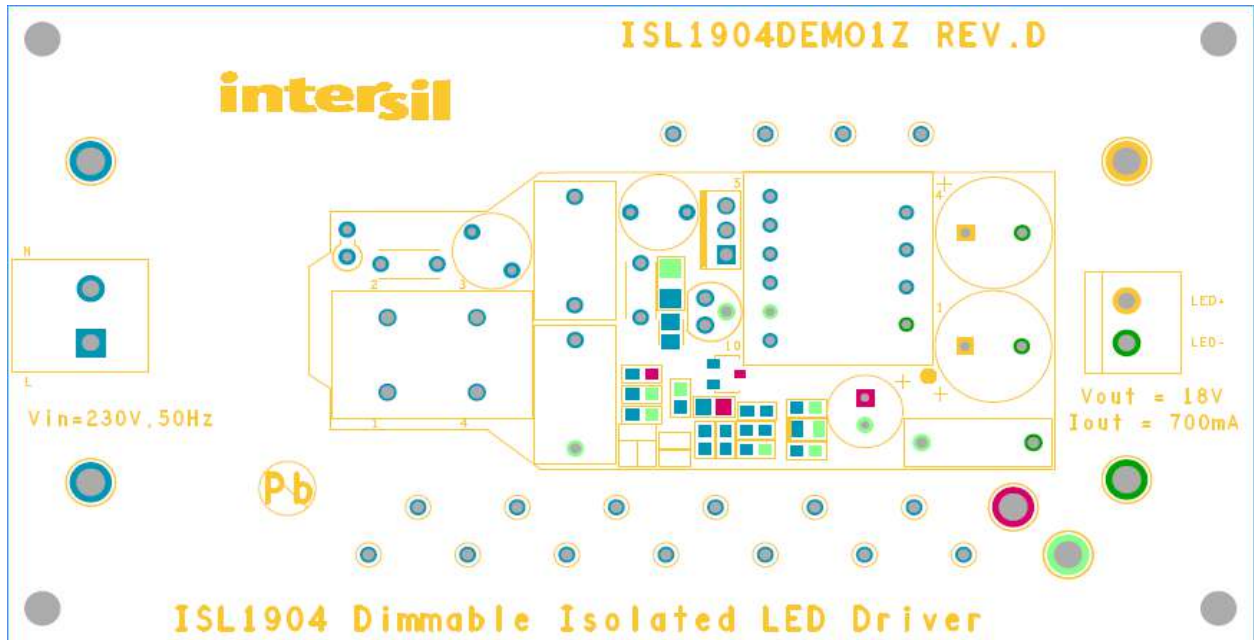 ISL1904DEMO1Z REV.D
intersil
5
4
N
2
3
1
LED+
LED-
10
L
1
4
Vin=230V,50Hz
Vout = 18V
Iout = 700mA
Pb
ISL1904 Dimmable Isolated LED Driver